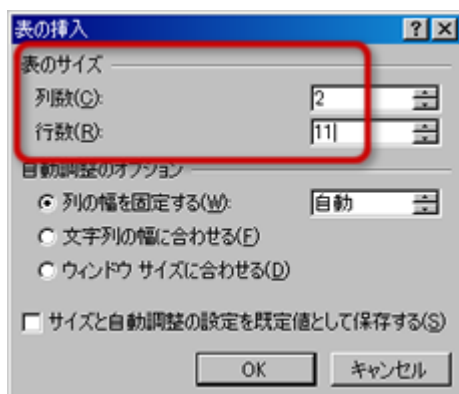 表の挿入
表のサイズ
列数(C): 2
行数(R): 11
自動調整のオプション
列の幅を固定する(W): 自動
文字列の幅に合わせる(F)
ウィンドウ サイズに合わせる(D)
サイズと自動調整の設定を既定値として保存する(S)
OK キャンセル